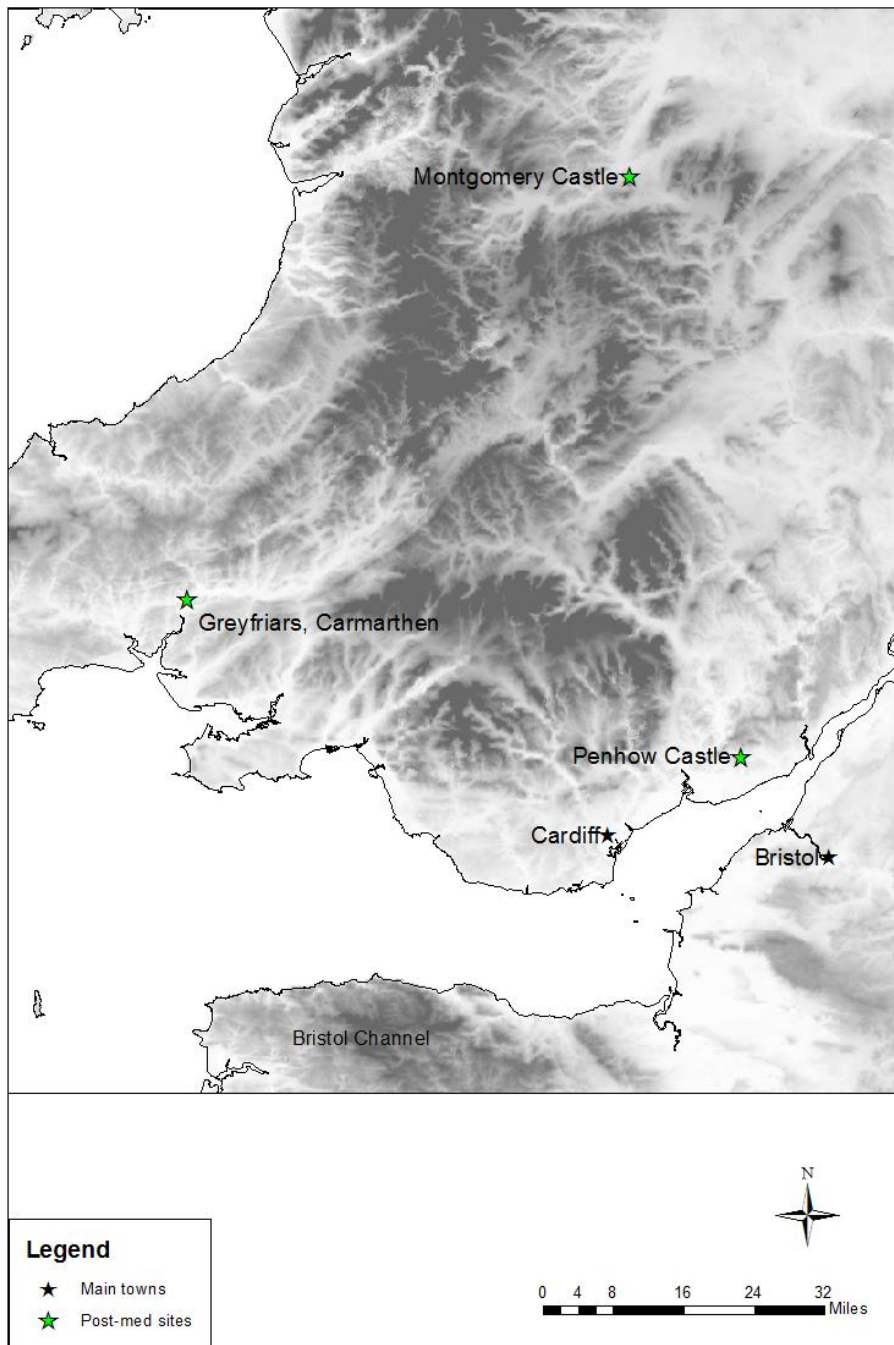 Montgomery Castle
Greyfriars, Carmarthen
Penhow Castle
Cardiff
Bristol
Bristol Channel
N
Legend
Main towns
Post-med sites
0 4 8 16 24 32
Miles